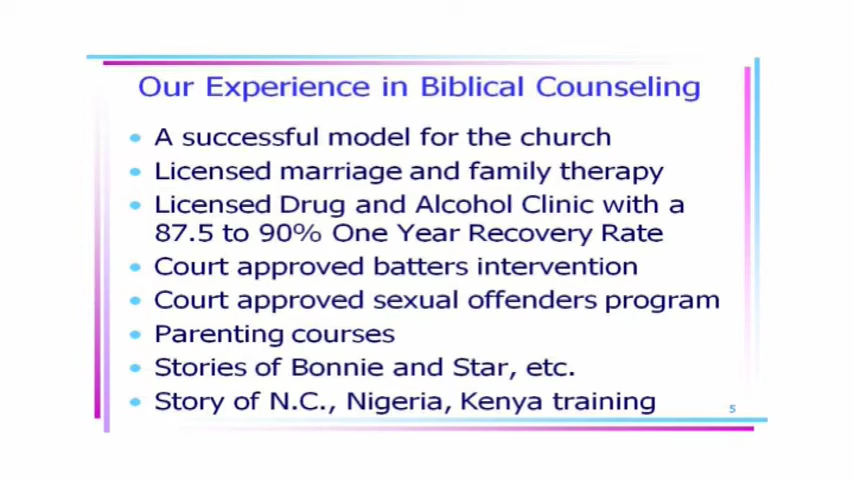 Our Experience in Biblical Counseling
• A successful model for the church
• Licensed marriage and family therapy
• Licensed Drug and Alcohol Clinic with a
87.5 to 90% One Year Recovery Rate
• Court approved batters intervention
• Court approved sexual offenders program
• Parenting courses
• Stories of Bonnie and Star, etc.
• Story of N.C., Nigeria, Kenya training
5